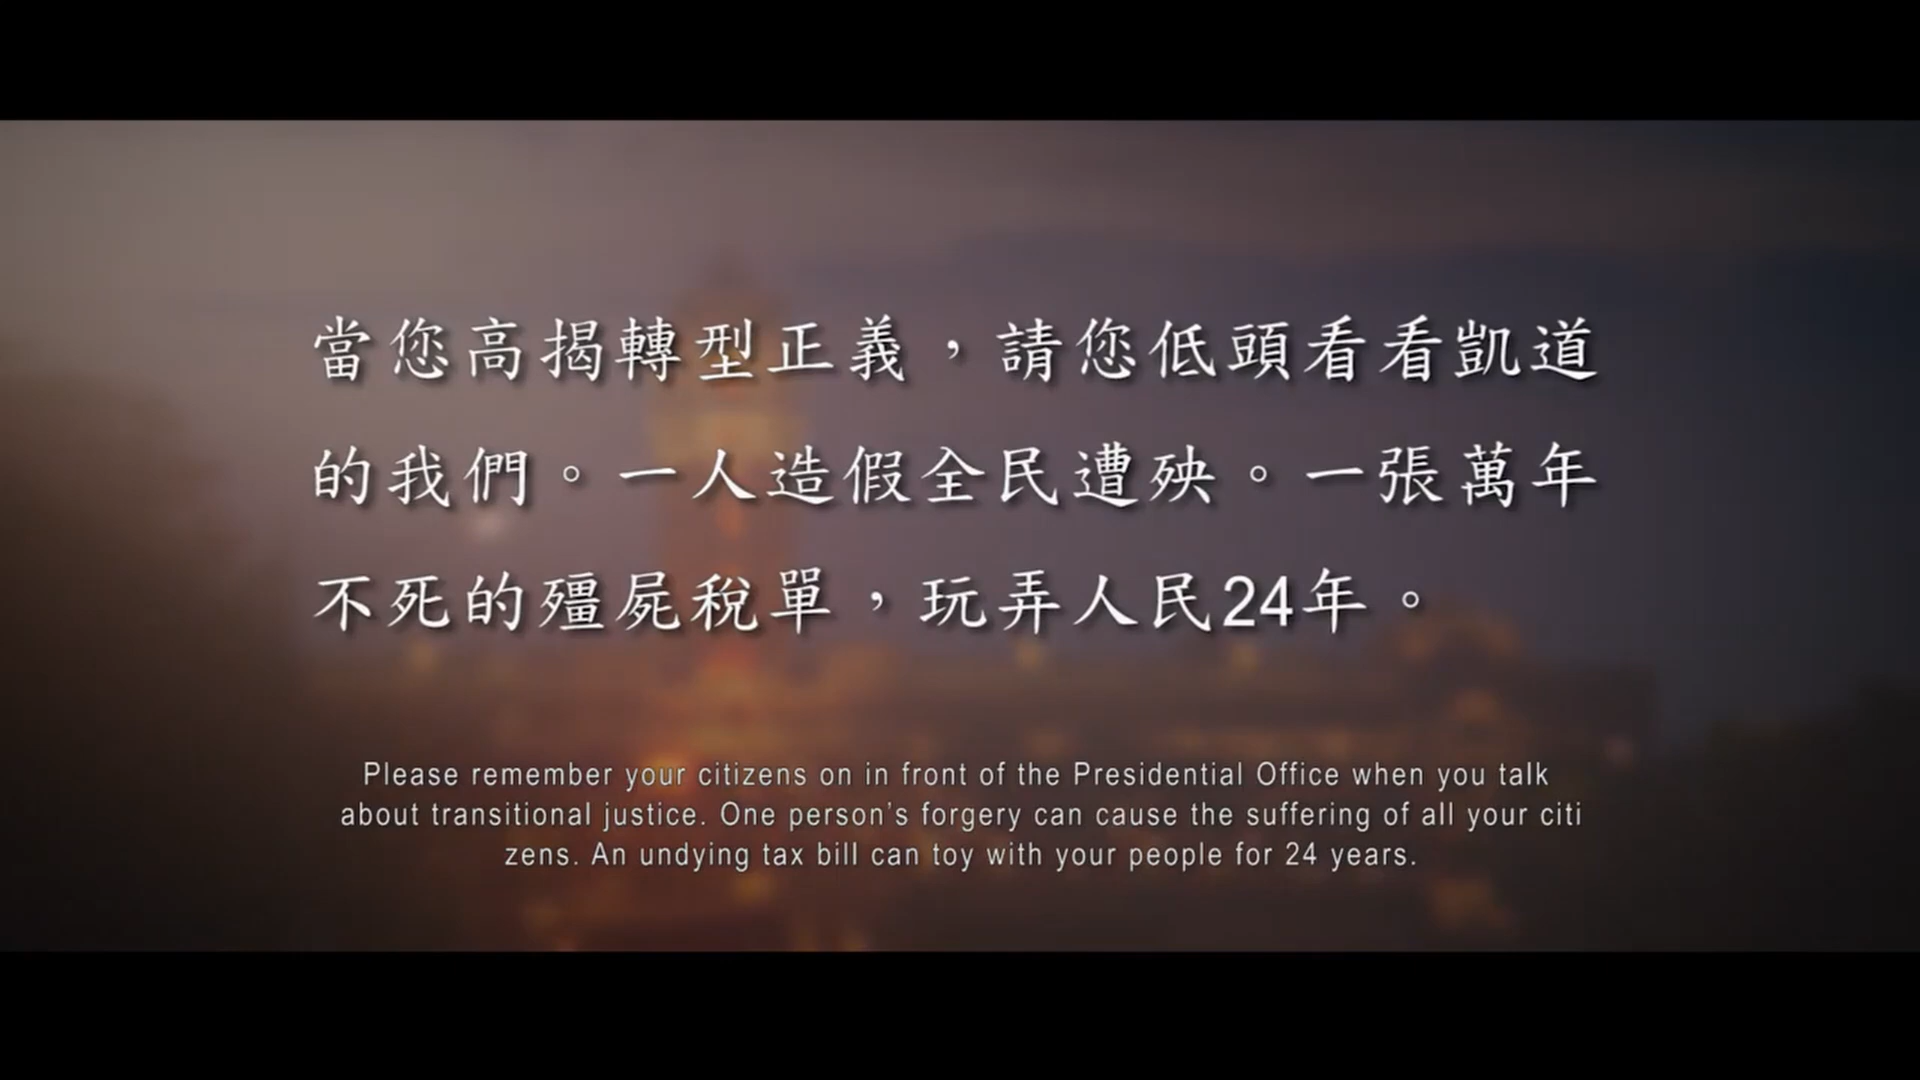 當您高揭轉型正義，請您低頭看看凱道
的我們。一人造假全民遭殃。一張萬年
不死的殭屍稅單，玩弄人民24年。
Please remember your citizens on in front of the Presidential Office when you talk
about transitional justice. One person’s forgery can cause the suffering of all your citi
zens. An undying tax bill can toy with your people for 24 years.